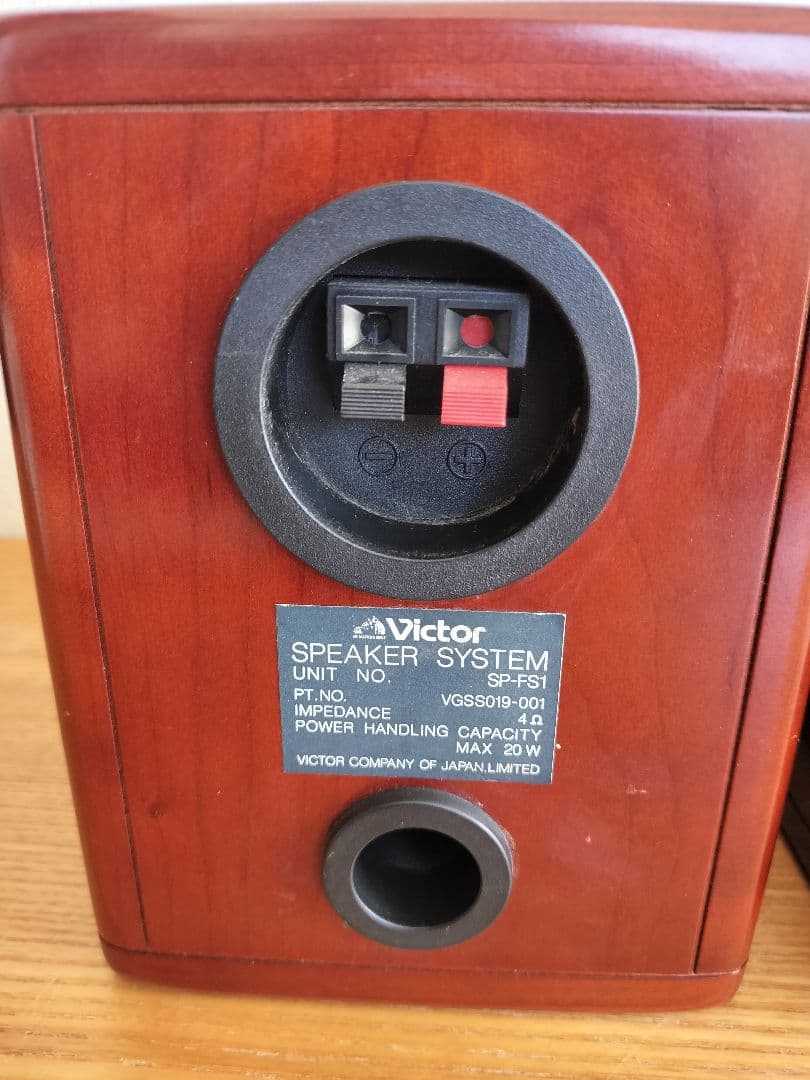 Victor
SPEAKER SYSTEM
UNIT NO. SP-FS1
PT.NO. VGSS019-001
IMPEDANCE 4Ω
POWER HANDLING CAPACITY
MAX 20W
VICTOR COMPANY OF JAPAN,LIMITED